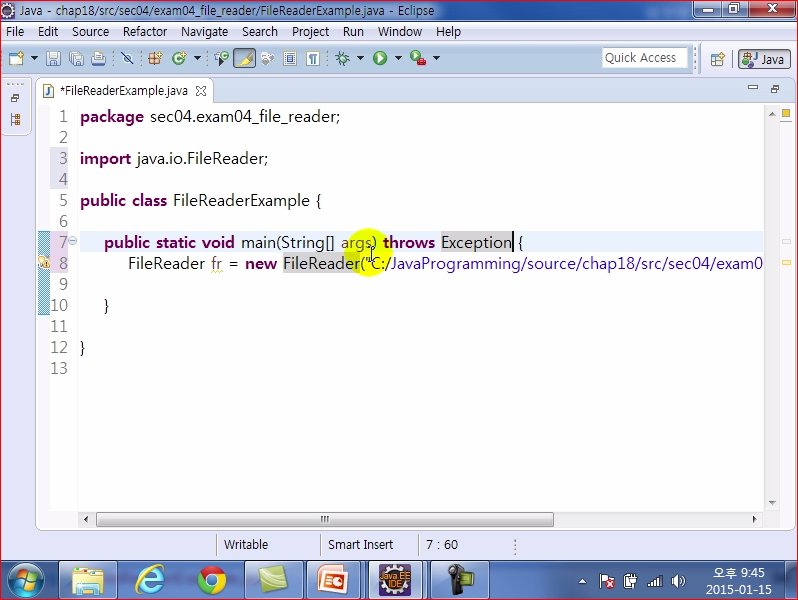 Java - chap18/src/sec04/exam04_file_reader/FileReaderExample.java - Eclipse
File Edit Source Refactor Navigate Search Project Run Window Help
Quick Access
Java
*FileReaderExample.java
1 package sec04.exam04_file_reader;
2
3 import java.io.FileReader;
4
5 public class FileReaderExample {
6
7 public static void main(String[] args) throws Exception {
8 FileReader fr = new FileReader("C:/JavaProgramming/source/chap18/src/sec04/exam0
9
10 }
11
12 }
13
Writable Smart Insert 7 : 60
Java EE
IDE
오후 9:45
2015-01-15